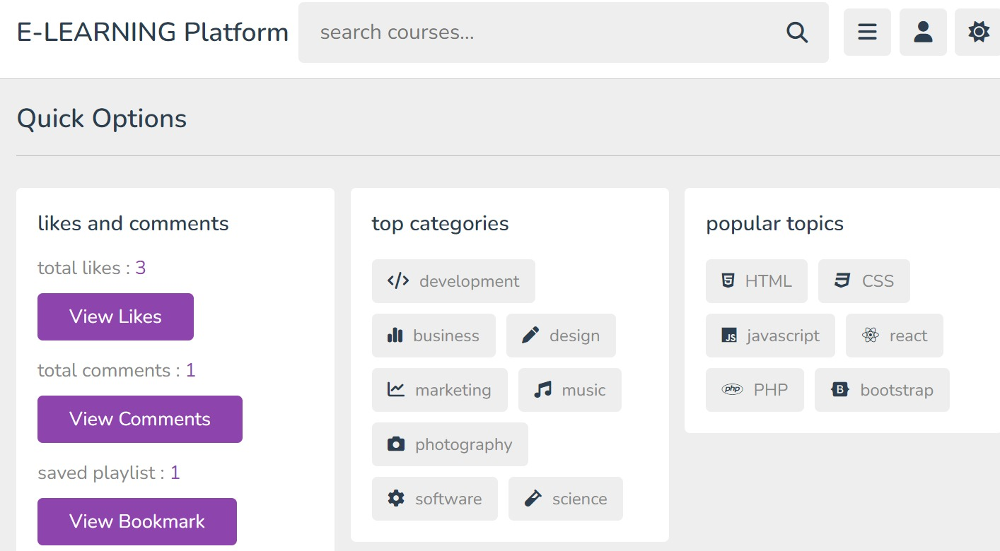 E-LEARNING Platform
search courses...
Quick Options
likes and comments
total likes : 3
View Likes
total comments : 1
View Comments
saved playlist : 1
View Bookmark
top categories
development
business design
marketing music
photography
software science
popular topics
HTML CSS
JS javascript react
php PHP B bootstrap